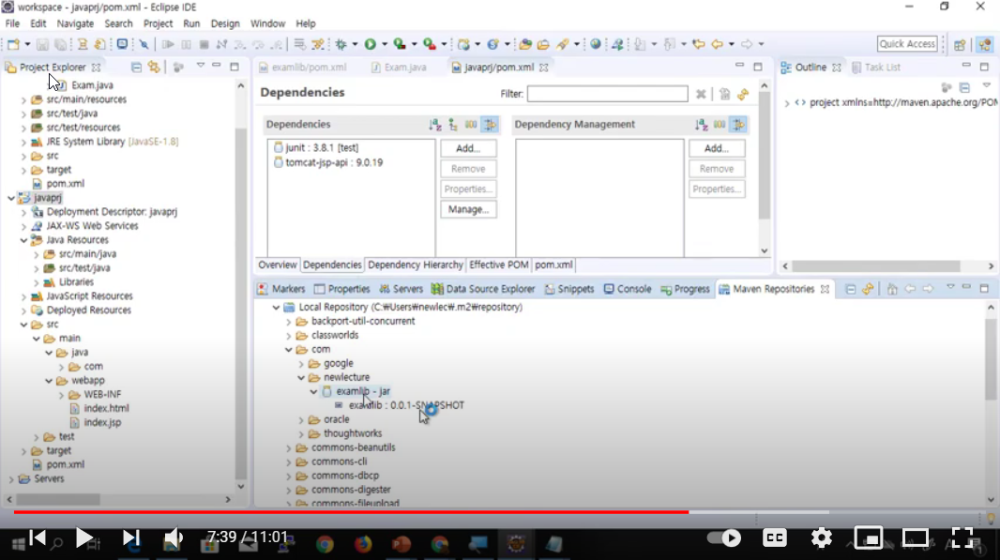 workspace - javaprj/pom.xml - Eclipse IDE
File Edit Navigate Search Project Run Design Window Help
Quick Access
Project Explorer
Exam.java
src/main/resources
src/test/java
src/test/resources
JRE System Library [JavaSE-1.8]
src
target
pom.xml
javaprj
Deployment Descriptor: javaprj
JAX-WS Web Services
Java Resources
src/main/java
src/test/java
Libraries
JavaScript Resources
Deployed Resources
src
main
java
com
webapp
WEB-INF
index.html
index.jsp
test
target
pom.xml
Servers
examlib/pom.xml Exam.java javaprj/pom.xml
Dependencies Filter:
Dependencies
junit : 3.8.1 [test]
tomcat-jsp-api : 9.0.19
Add...
Remove
Properties...
Manage...
Dependency Management
Add...
Remove
Properties...
Overview Dependencies Dependency Hierarchy Effective POM pom.xml
Outline Task List
project xmlns=http://maven.apache.org/POM
Markers Properties Servers Data Source Explorer Snippets Console Progress Maven Repositories
Local Repository (C:₩Users₩newlec₩.m2₩repository)
backport-util-concurrent
classworlds
com
google
newlecture
examlib - jar
examlib : 0.0.1-SNAPSHOT
oracle
thoughtworks
commons-beanutils
commons-cli
commons-dbcp
commons-digester
commons-fileupload
7:39 / 11:01
CC